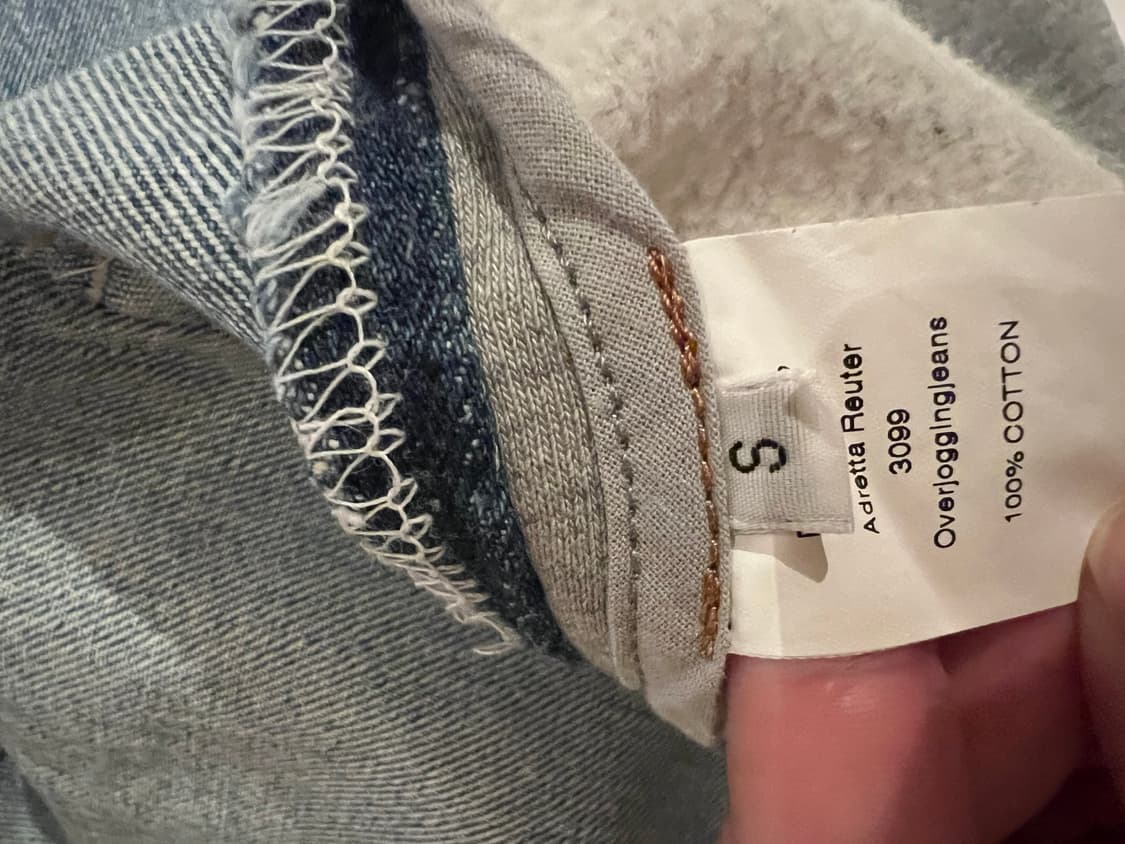 S
Adretta Reuter
3099
OverjoggIngJeans
100% COTTON